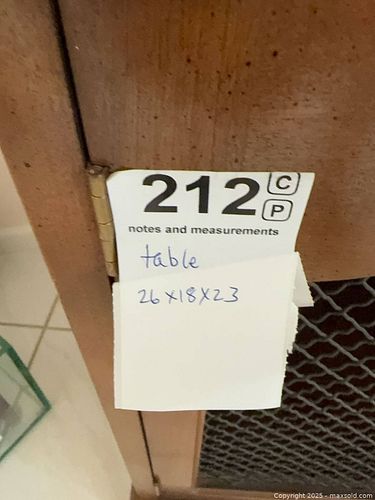 212 C
P
notes and measurements
table
26x18x23
Copyright 2025 - maxsold.com